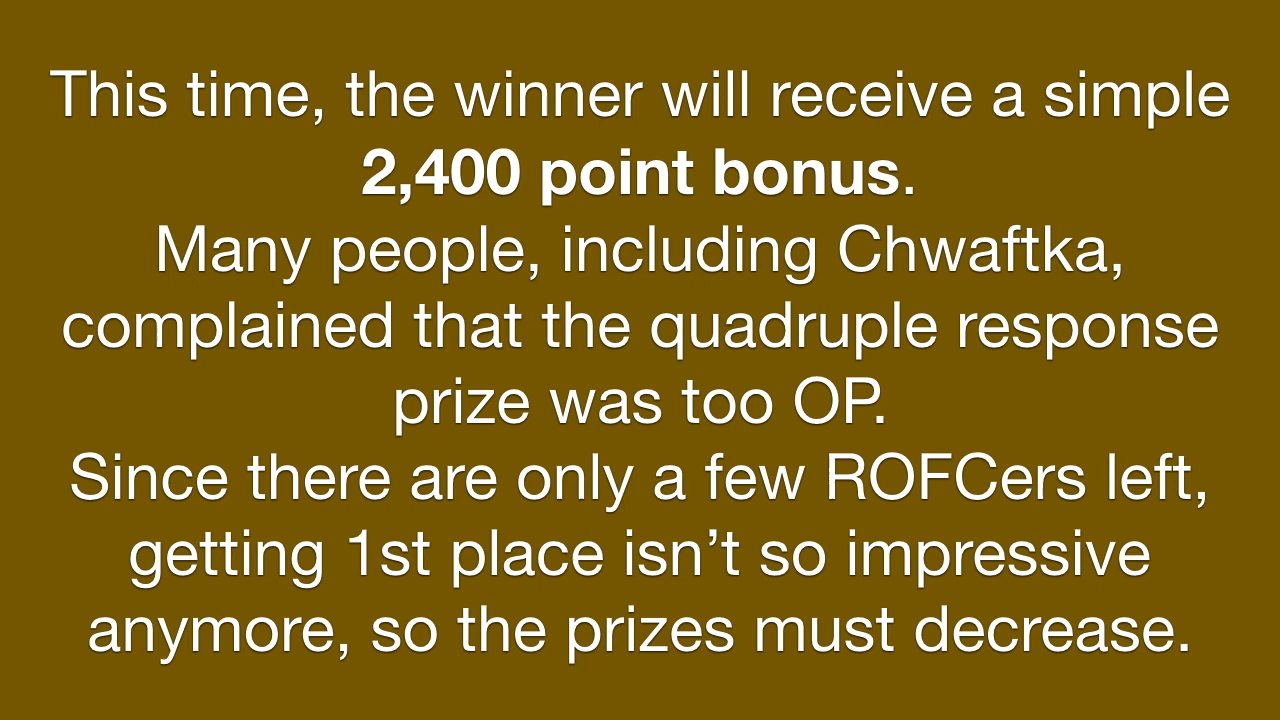 This time, the winner will receive a simple
2,400 point bonus.
Many people, including Chwaftka,
complained that the quadruple response
prize was too OP.
Since there are only a few ROFCers left,
getting 1st place isn’t so impressive
anymore, so the prizes must decrease.